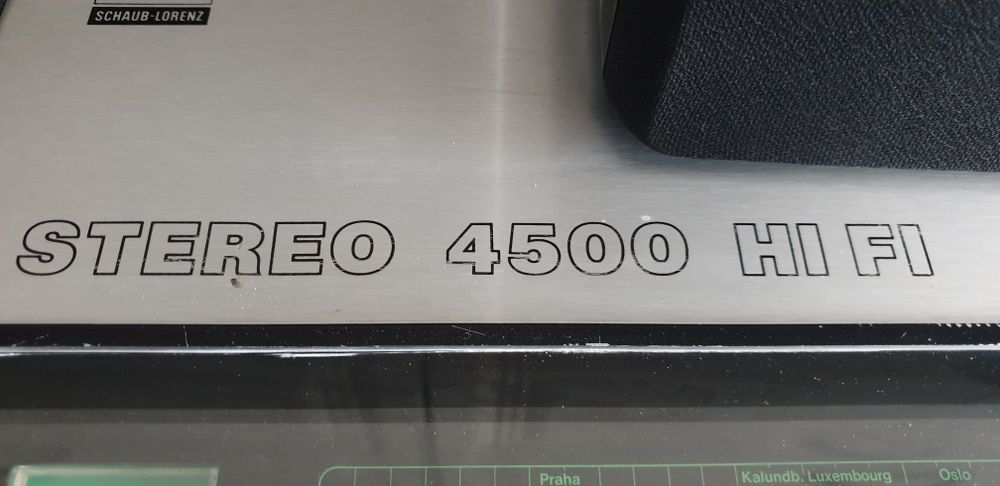 SCHAUB-LORENZ
STEREO 4500 HI FI
Praha Kalundb. Luxembourg Oslo